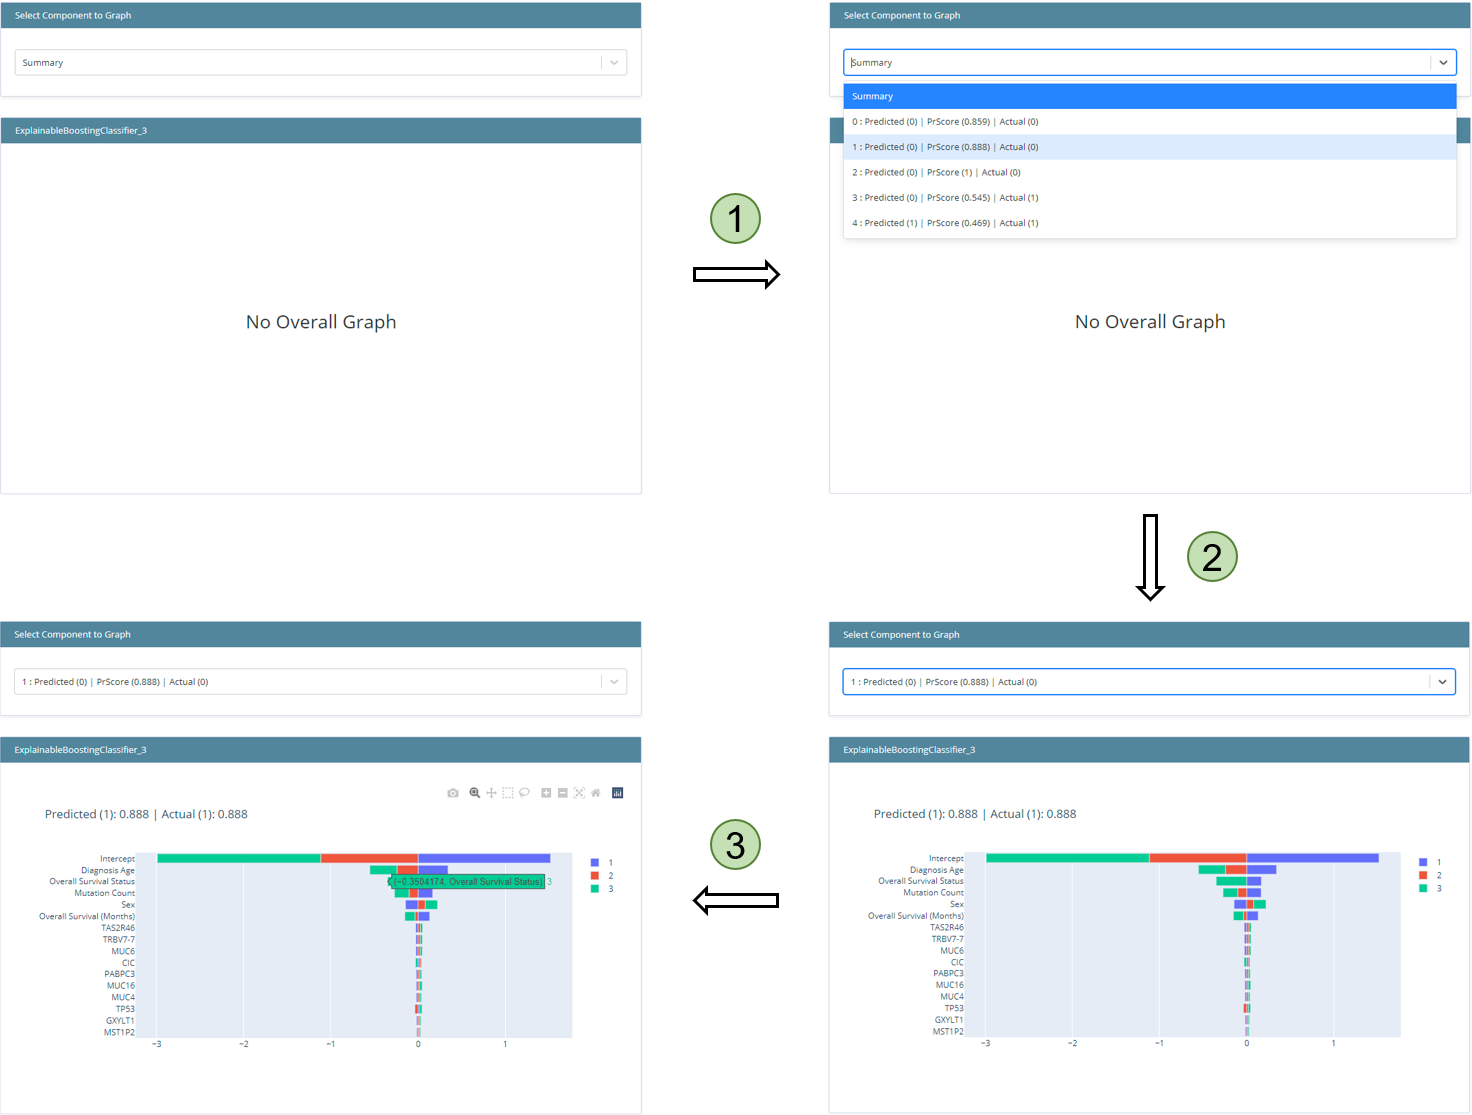 Select Component to Graph
Summary
ExplainableBoostingClassifier_3
No Overall Graph
1
Select Component to Graph
Summary
Summary
0 : Predicted (0) | PrScore (0.859) | Actual (0)
1 : Predicted (0) | PrScore (0.888) | Actual (0)
2 : Predicted (0) | PrScore (1) | Actual (0)
3 : Predicted (0) | PrScore (0.545) | Actual (1)
4 : Predicted (1) | PrScore (0.469) | Actual (1)
No Overall Graph
2
Select Component to Graph
1 : Predicted (0) | PrScore (0.888) | Actual (0)
ExplainableBoostingClassifier_3
Predicted (1): 0.888 | Actual (1): 0.888
Intercept
Diagnosis Age
Overall Survival Status
Mutation Count
Sex
Overall Survival (Months)
TAS2R46
TRBV7-7
MUC6
CIC
PABPC3
MUC16
MUC4
TP53
GXYLT1
MST1P2
−3 −2 −1 0 1
1
2
3
3
Select Component to Graph
1 : Predicted (0) | PrScore (0.888) | Actual (0)
ExplainableBoostingClassifier_3
Predicted (1): 0.888 | Actual (1): 0.888
Intercept
Diagnosis Age
Overall Survival Status
(−0.3504174, Overall Survival Status) 3
Mutation Count
Sex
Overall Survival (Months)
TAS2R46
TRBV7-7
MUC6
CIC
PABPC3
MUC16
MUC4
TP53
GXYLT1
MST1P2
−3 −2 −1 0 1
1
2
3